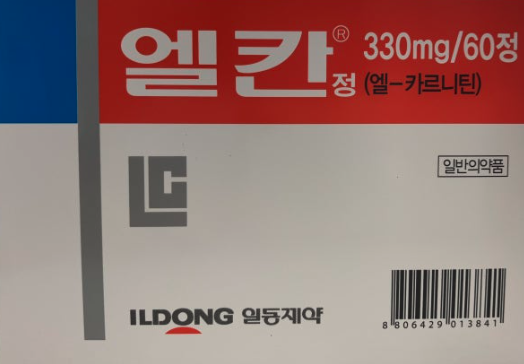 엘칸® 정 330mg/60정
(엘-카르니틴)
LC
일반의약품
ILDONG 일동제약
8 806429 013841